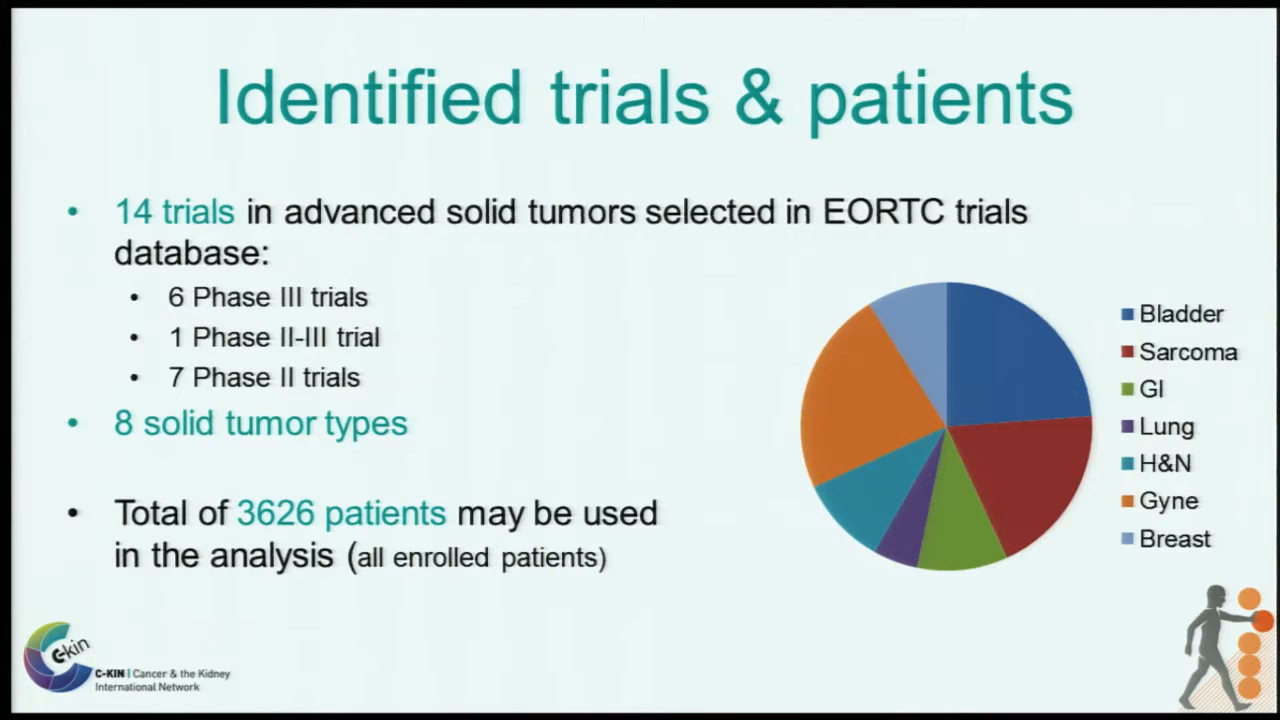 Identified trials & patients
• 14 trials in advanced solid tumors selected in EORTC trials
database:
• 6 Phase III trials
• 1 Phase II-III trial
• 7 Phase II trials
• 8 solid tumor types
• Total of 3626 patients may be used
in the analysis (all enrolled patients)
Bladder
Sarcoma
GI
Lung
H&N
Gyne
Breast
C-kin
C-KIN | Cancer & the Kidney
International Network